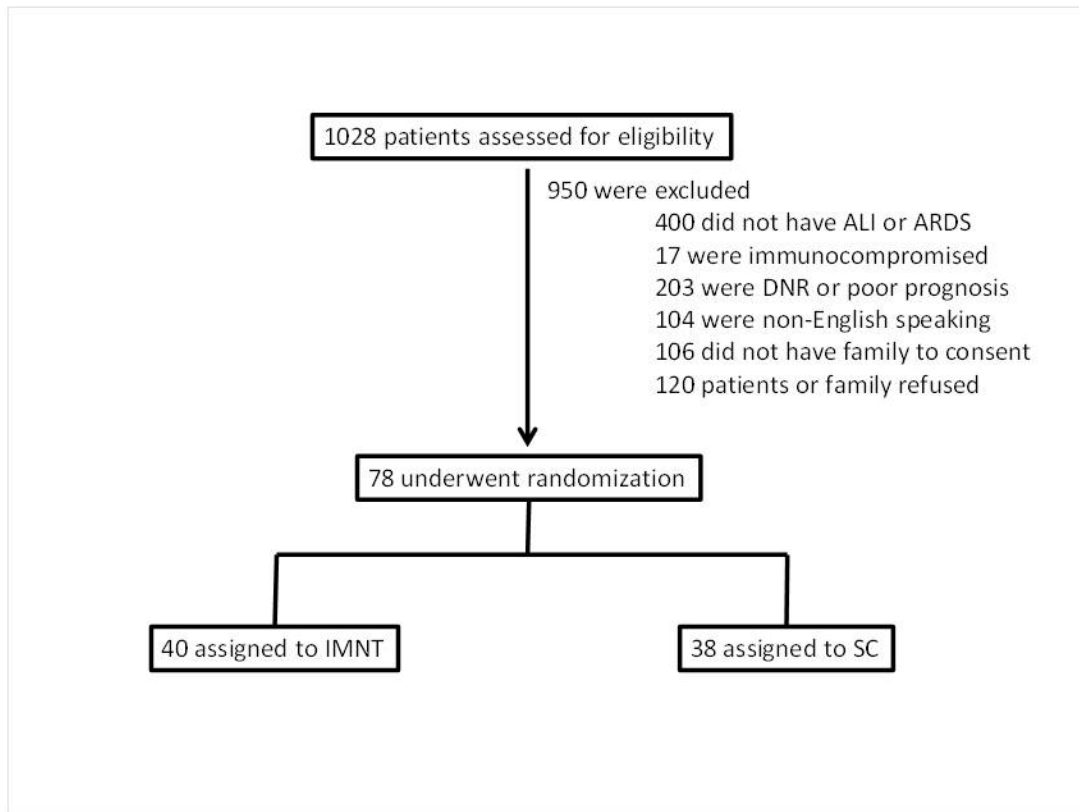 1028 patients assessed for eligibility
950 were excluded
400 did not have ALI or ARDS
17 were immunocompromised
203 were DNR or poor prognosis
104 were non-English speaking
106 did not have family to consent
120 patients or family refused
78 underwent randomization
40 assigned to IMNT
38 assigned to SC